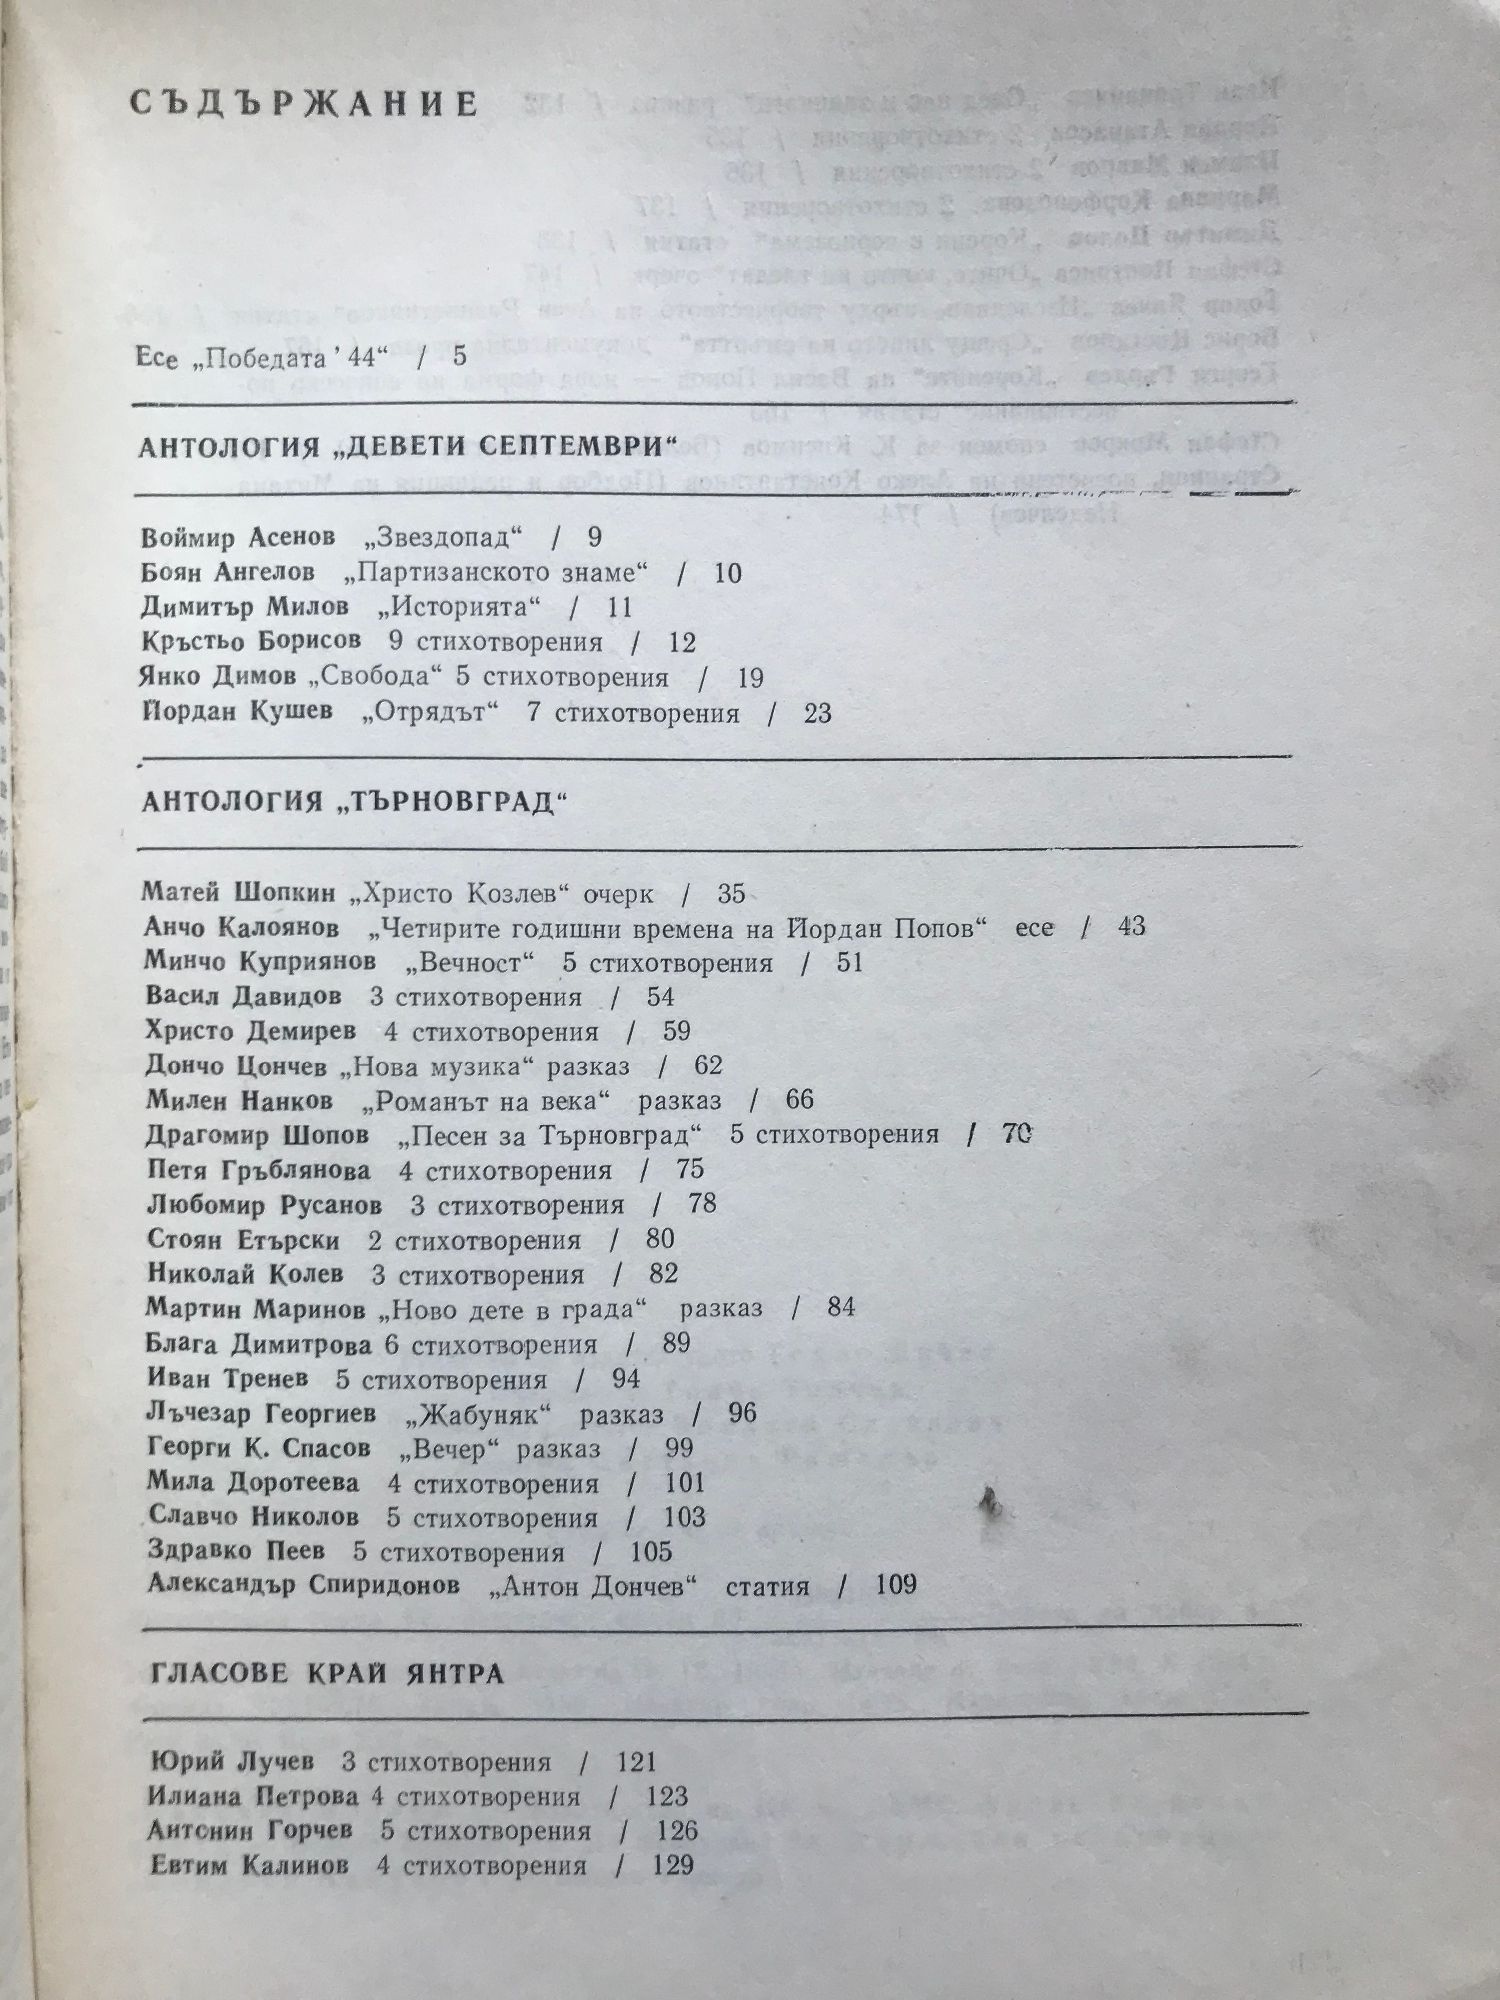 СЪДЪРЖАНИЕ
Есе „Победата '44“ / 5
АНТОЛОГИЯ „ДЕВЕТИ СЕПТЕМВРИ“
Воймир Асенов „Звездопад“ / 9
Боян Ангелов „Партизанското знаме“ / 10
Димитър Милов „Историята“ / 11
Кръстьо Борисов 9 стихотворения / 12
Янко Димов „Свобода“ 5 стихотворения / 19
Йордан Кушев „Отрядът“ 7 стихотворения / 23
АНТОЛОГИЯ „ТЪРНОВГРАД“
Матей Шопкин „Христо Козлев“ очерк / 35
Анчо Калоянов „Четирите годишни времена на Йордан Попов“ есе / 43
Минчо Куприянов „Вечност“ 5 стихотворения / 51
Васил Давидов 3 стихотворения / 54
Христо Демирев 4 стихотворения / 59
Дончо Цончев „Нова музика“ разказ / 62
Милен Нанков „Романът на века“ разказ / 66
Драгомир Шопов „Песен за Търновград“ 5 стихотворения / 70
Петя Гръблянова 4 стихотворения / 75
Любомир Русанов 3 стихотворения / 78
Стоян Етърски 2 стихотворения / 80
Николай Колев 3 стихотворения / 82
Мартин Маринов „Ново дете в града“ разказ / 84
Блага Димитрова 6 стихотворения / 89
Иван Тренев 5 стихотворения / 94
Лъчезар Георгиев „Жабуняк“ разказ / 96
Георги К. Спасов „Вечер“ разказ / 99
Мила Доротеева 4 стихотворения / 101
Славчо Николов 5 стихотворения / 103
Здравко Пеев 5 стихотворения / 105
Александър Спиридонов „Антон Дончев“ статия / 109
ГЛАСОВЕ КРАЙ ЯНТРА
Юрий Лучев 3 стихотворения / 121
Илиана Петрова 4 стихотворения / 123
Антонин Горчев 5 стихотворения / 126
Евтим Калинов 4 стихотворения / 129